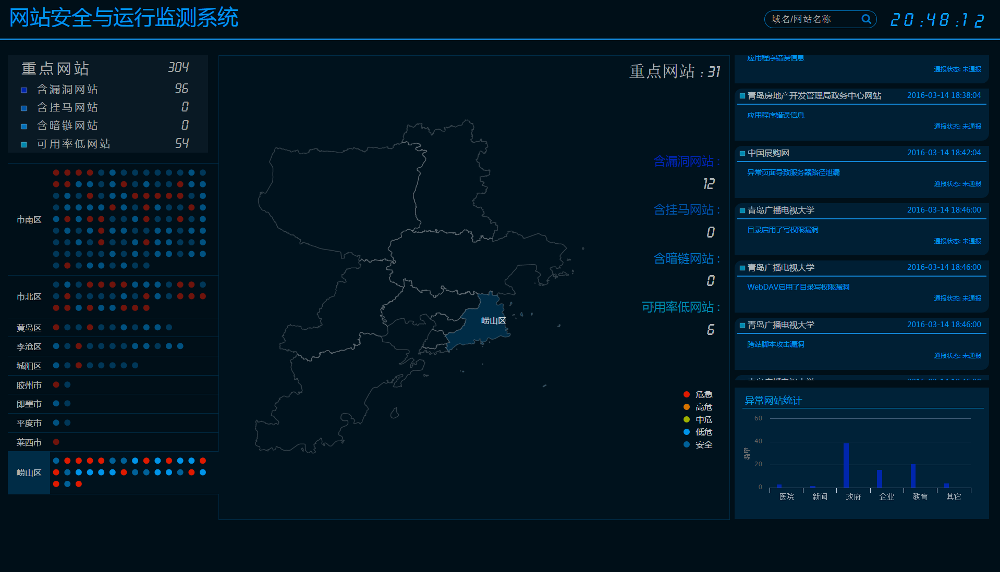 网站安全与运行监测系统
域名/网站名称
20:48:12
重点网站 304
含漏洞网站 96
含挂马网站 0
含暗链网站 0
可用率低网站 54
市南区
市北区
黄岛区
李沧区
城阳区
胶州市
即墨市
平度市
莱西市
崂山区
重点网站 : 31
含漏洞网站 :
12
含挂马网站 :
0
含暗链网站 :
0
可用率低网站 :
6
崂山区
危急
高危
中危
低危
安全
应用程序错误信息
通报状态: 未通报
青岛房地产开发管理局政务中心网站 2016-03-14 18:38:04
应用程序错误信息
通报状态: 未通报
中国展购网 2016-03-14 18:42:04
异常页面导致服务器路径泄漏
通报状态: 未通报
青岛广播电视大学 2016-03-14 18:46:00
目录启用了写权限漏洞
通报状态: 未通报
青岛广播电视大学 2016-03-14 18:46:00
WebDAV启用了目录写权限漏洞
通报状态: 未通报
青岛广播电视大学 2016-03-14 18:46:00
跨站脚本攻击漏洞
通报状态: 未通报
青岛广播电视大学 2016-03-14 18:46:00
异常网站统计
数量
60
40
20
0
医院 新闻 政府 企业 教育 其它